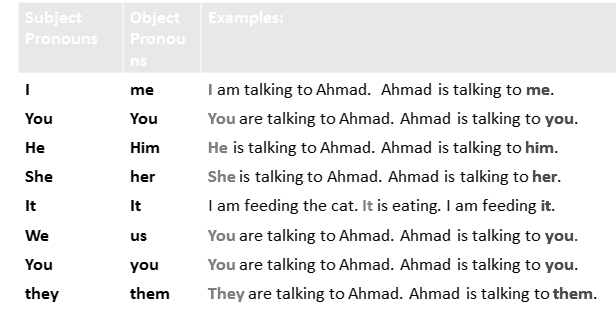 Subject Object Examples:
Pronouns Pronou
ns
I me I am talking to Ahmad. Ahmad is talking to me.
You You You are talking to Ahmad. Ahmad is talking to you.
He Him He is talking to Ahmad. Ahmad is talking to him.
She her She is talking to Ahmad. Ahmad is talking to her.
It It I am feeding the cat. It is eating. I am feeding it.
We us You are talking to Ahmad. Ahmad is talking to you.
You you You are talking to Ahmad. Ahmad is talking to you.
they them They are talking to Ahmad. Ahmad is talking to them.